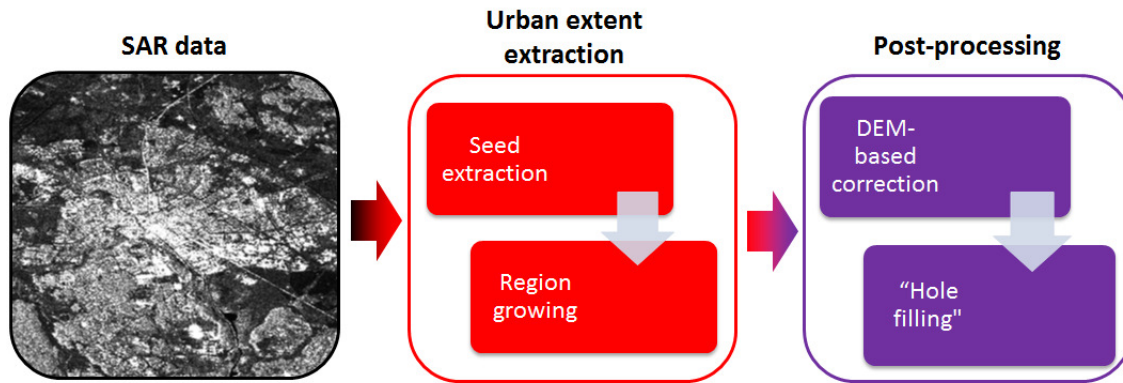 SAR data
Urban extent
extraction
Post-processing
Seed
extraction
Region
growing
DEM-
based
correction
“Hole
filling"